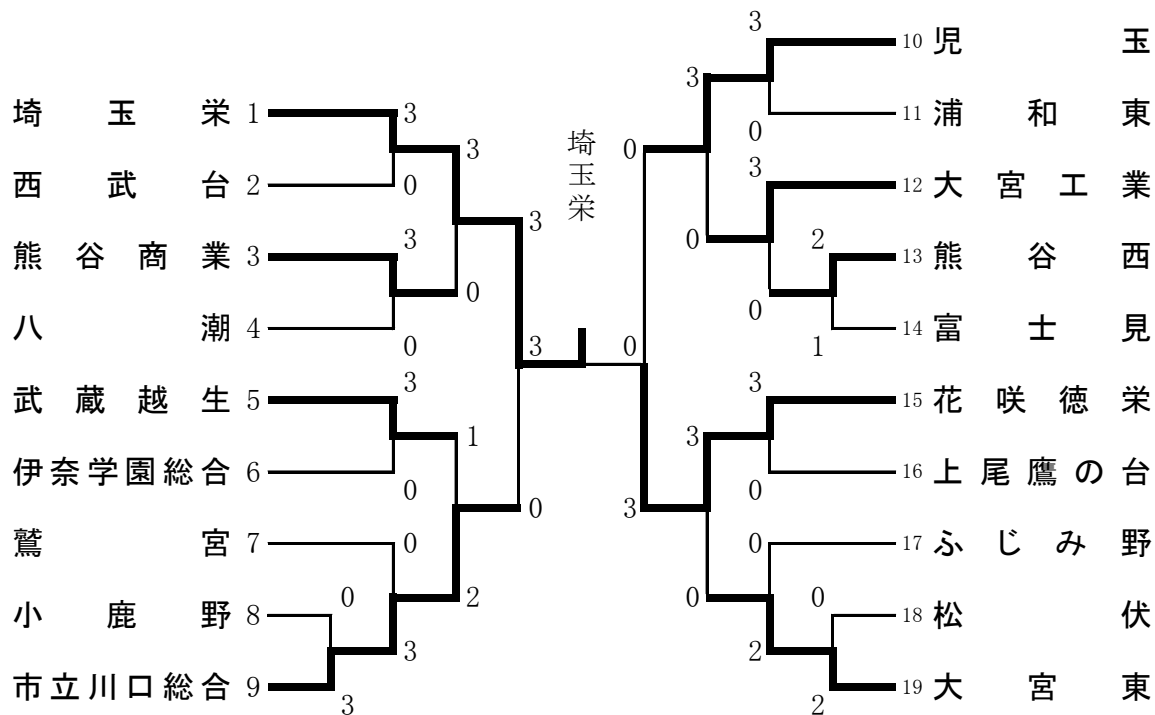 埼玉栄 1
西武台 2
熊谷商業 3
八潮 4
武蔵越生 5
伊奈学園総合 6
鷲宮 7
小鹿野 8
市立川口総合 9
3
0
3
0
3
0
0
0
3
3
3
0
1
2
3
0
3
埼玉栄
0
0
3
3
0
3
0
3
0
3
0
2
1
3
0
0
2
0
2
10 児玉
11 浦和東
12 大宮工業
13 熊谷西
14 富士見
15 花咲徳栄
16 上尾鷹の台
17 ふじみ野
18 松伏
19 大宮東